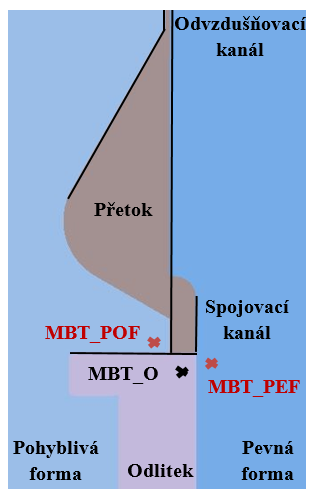 Odvzdušňovací
kanál
Přetok
Spojovací
kanál
MBT_POF
MBT_O
MBT_PEF
Pohyblivá
forma
Odlitek
Pevná
forma